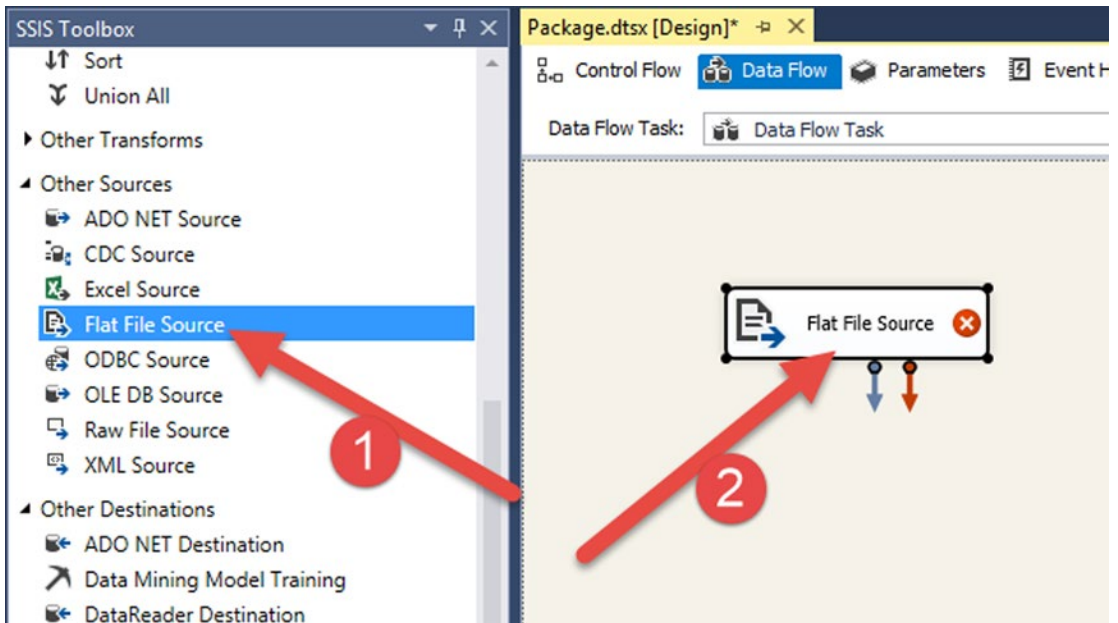 SSIS Toolbox
Sort
Union All
Other Transforms
Other Sources
ADO NET Source
CDC Source
Excel Source
Flat File Source
ODBC Source
OLE DB Source
Raw File Source
XML Source
Other Destinations
ADO NET Destination
Data Mining Model Training
DataReader Destination
1
Package.dtsx [Design]*
Control Flow Data Flow Parameters Event H
Data Flow Task: Data Flow Task
Flat File Source
2